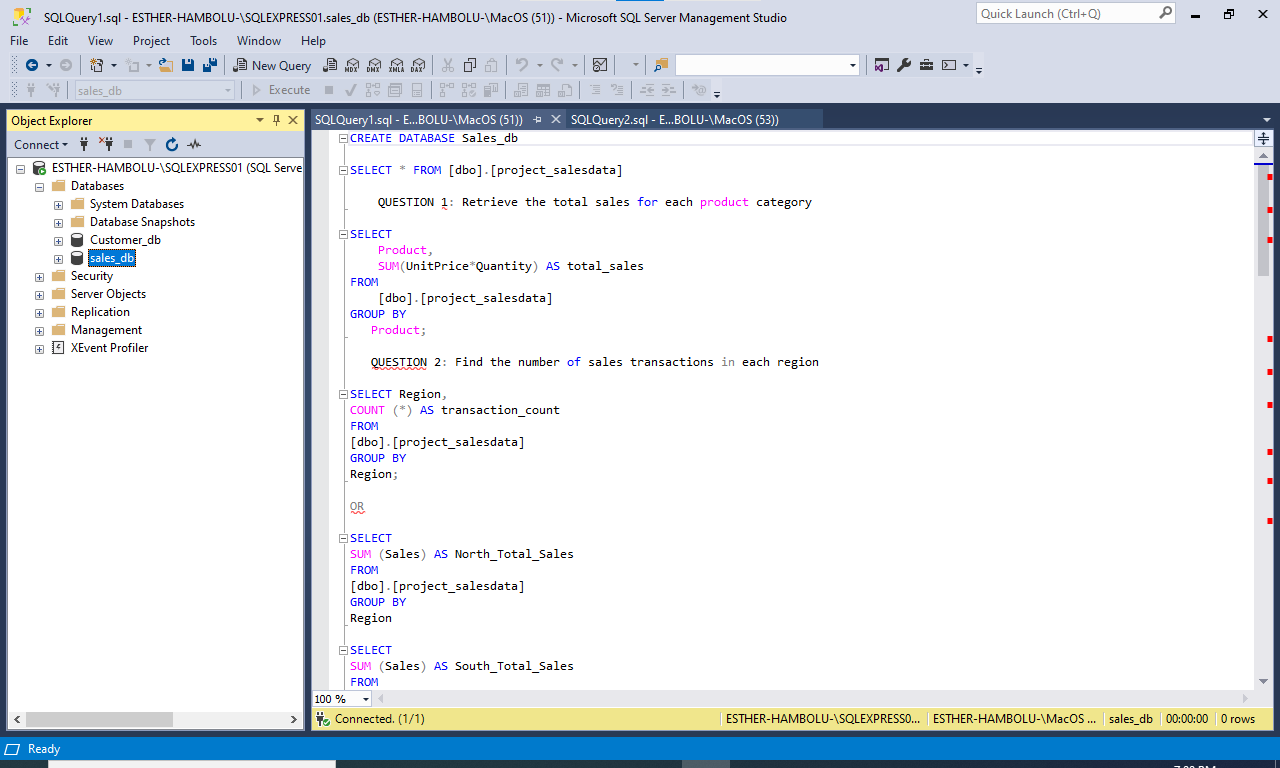 SQLQuery1.sql - ESTHER-HAMBOLU-\SQLEXPRESS01.sales_db (ESTHER-HAMBOLU-\MacOS (51)) - Microsoft SQL Server Management Studio
Quick Launch (Ctrl+Q)
File Edit View Project Tools Window Help
New Query
MDX DMX XMLA DAX
sales_db
Execute
Object Explorer
Connect
ESTHER-HAMBOLU-\SQLEXPRESS01 (SQL Serve
Databases
System Databases
Database Snapshots
Customer_db
sales_db
Security
Server Objects
Replication
Management
XEvent Profiler
SQLQuery1.sql - E...BOLU-\MacOS (51))
SQLQuery2.sql - E...BOLU-\MacOS (53))
CREATE DATABASE Sales_db
SELECT * FROM [dbo].[project_salesdata]
QUESTION 1: Retrieve the total sales for each product category
SELECT
Product,
SUM(UnitPrice*Quantity) AS total_sales
FROM
[dbo].[project_salesdata]
GROUP BY
Product;
QUESTION 2: Find the number of sales transactions in each region
SELECT Region,
COUNT (*) AS transaction_count
FROM
[dbo].[project_salesdata]
GROUP BY
Region;
OR
SELECT
SUM (Sales) AS North_Total_Sales
FROM
[dbo].[project_salesdata]
GROUP BY
Region
SELECT
SUM (Sales) AS South_Total_Sales
FROM
100 %
Connected. (1/1)
ESTHER-HAMBOLU-\SQLEXPRESS0...
ESTHER-HAMBOLU-\MacOS ...
sales_db
00:00:00
0 rows
Ready